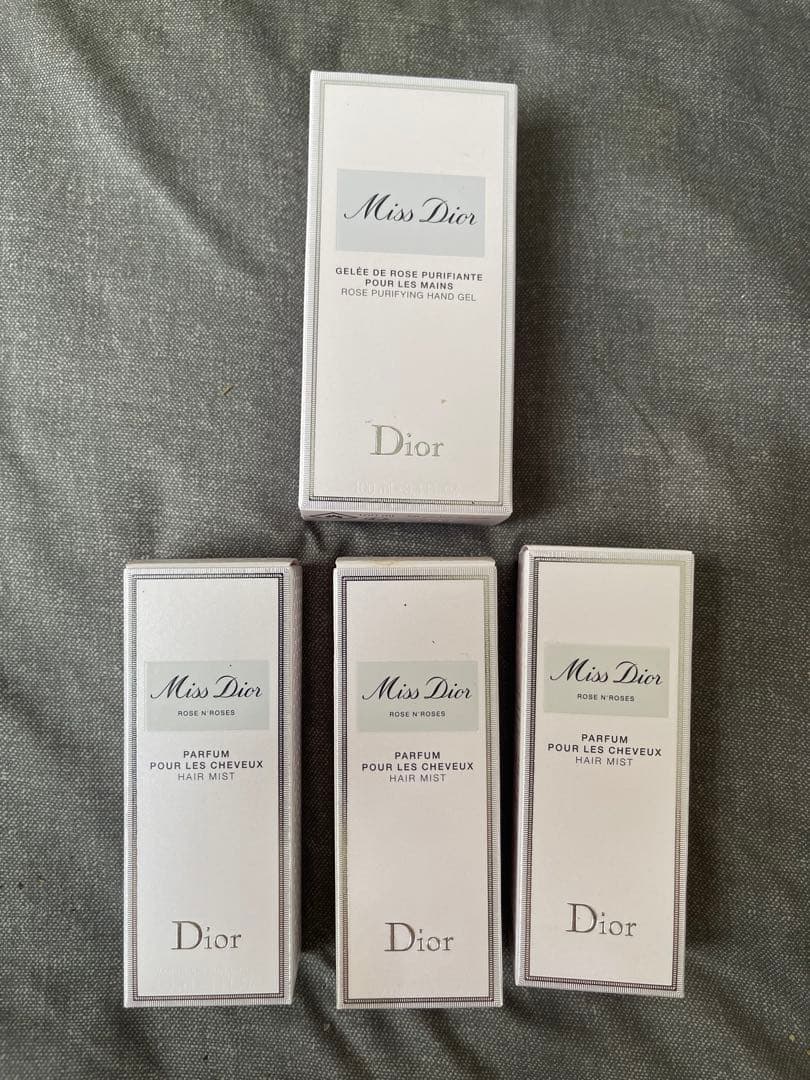 Miss Dior
GELÉE DE ROSE PURIFIANTE
POUR LES MAINS
ROSE PURIFYING HAND GEL
Dior
Miss Dior
ROSE N'ROSES
PARFUM
POUR LES CHEVEUX
HAIR MIST
Dior
Miss Dior
ROSE N'ROSES
PARFUM
POUR LES CHEVEUX
HAIR MIST
Dior
Miss Dior
ROSE N'ROSES
PARFUM
POUR LES CHEVEUX
HAIR MIST
Dior